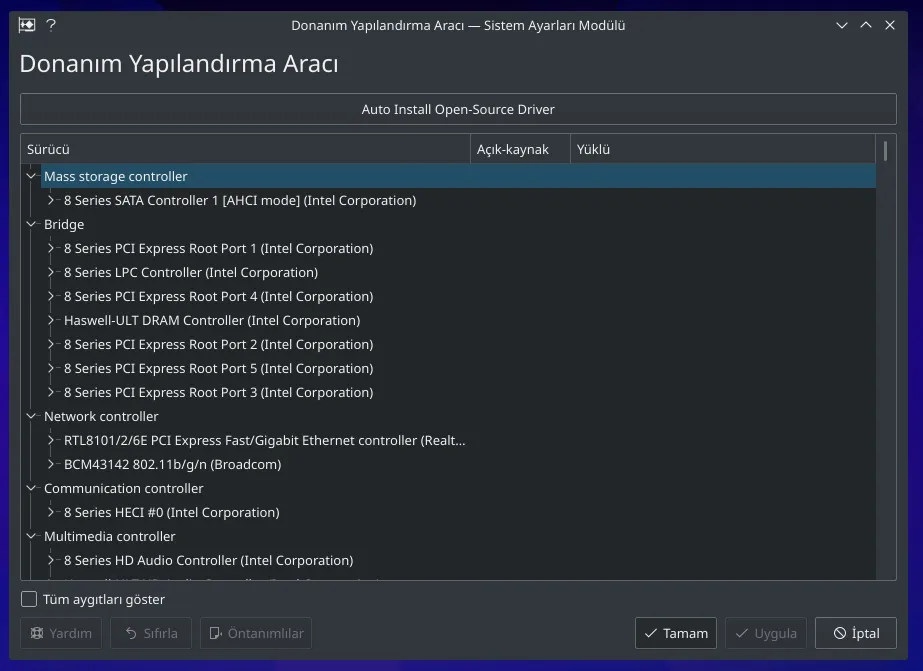 Donanım Yapılandırma Aracı — Sistem Ayarları Modülü
Donanım Yapılandırma Aracı
Auto Install Open-Source Driver
Sürücü Açık-kaynak Yüklü
Mass storage controller
8 Series SATA Controller 1 [AHCI mode] (Intel Corporation)
Bridge
8 Series PCI Express Root Port 1 (Intel Corporation)
8 Series LPC Controller (Intel Corporation)
8 Series PCI Express Root Port 4 (Intel Corporation)
Haswell-ULT DRAM Controller (Intel Corporation)
8 Series PCI Express Root Port 2 (Intel Corporation)
8 Series PCI Express Root Port 5 (Intel Corporation)
8 Series PCI Express Root Port 3 (Intel Corporation)
Network controller
RTL8101/2/6E PCI Express Fast/Gigabit Ethernet controller (Realt...
BCM43142 802.11b/g/n (Broadcom)
Communication controller
8 Series HECI #0 (Intel Corporation)
Multimedia controller
8 Series HD Audio Controller (Intel Corporation)
Tüm aygıtları göster
Yardım Sıfırla Öntanımlılar Tamam Uygula İptal